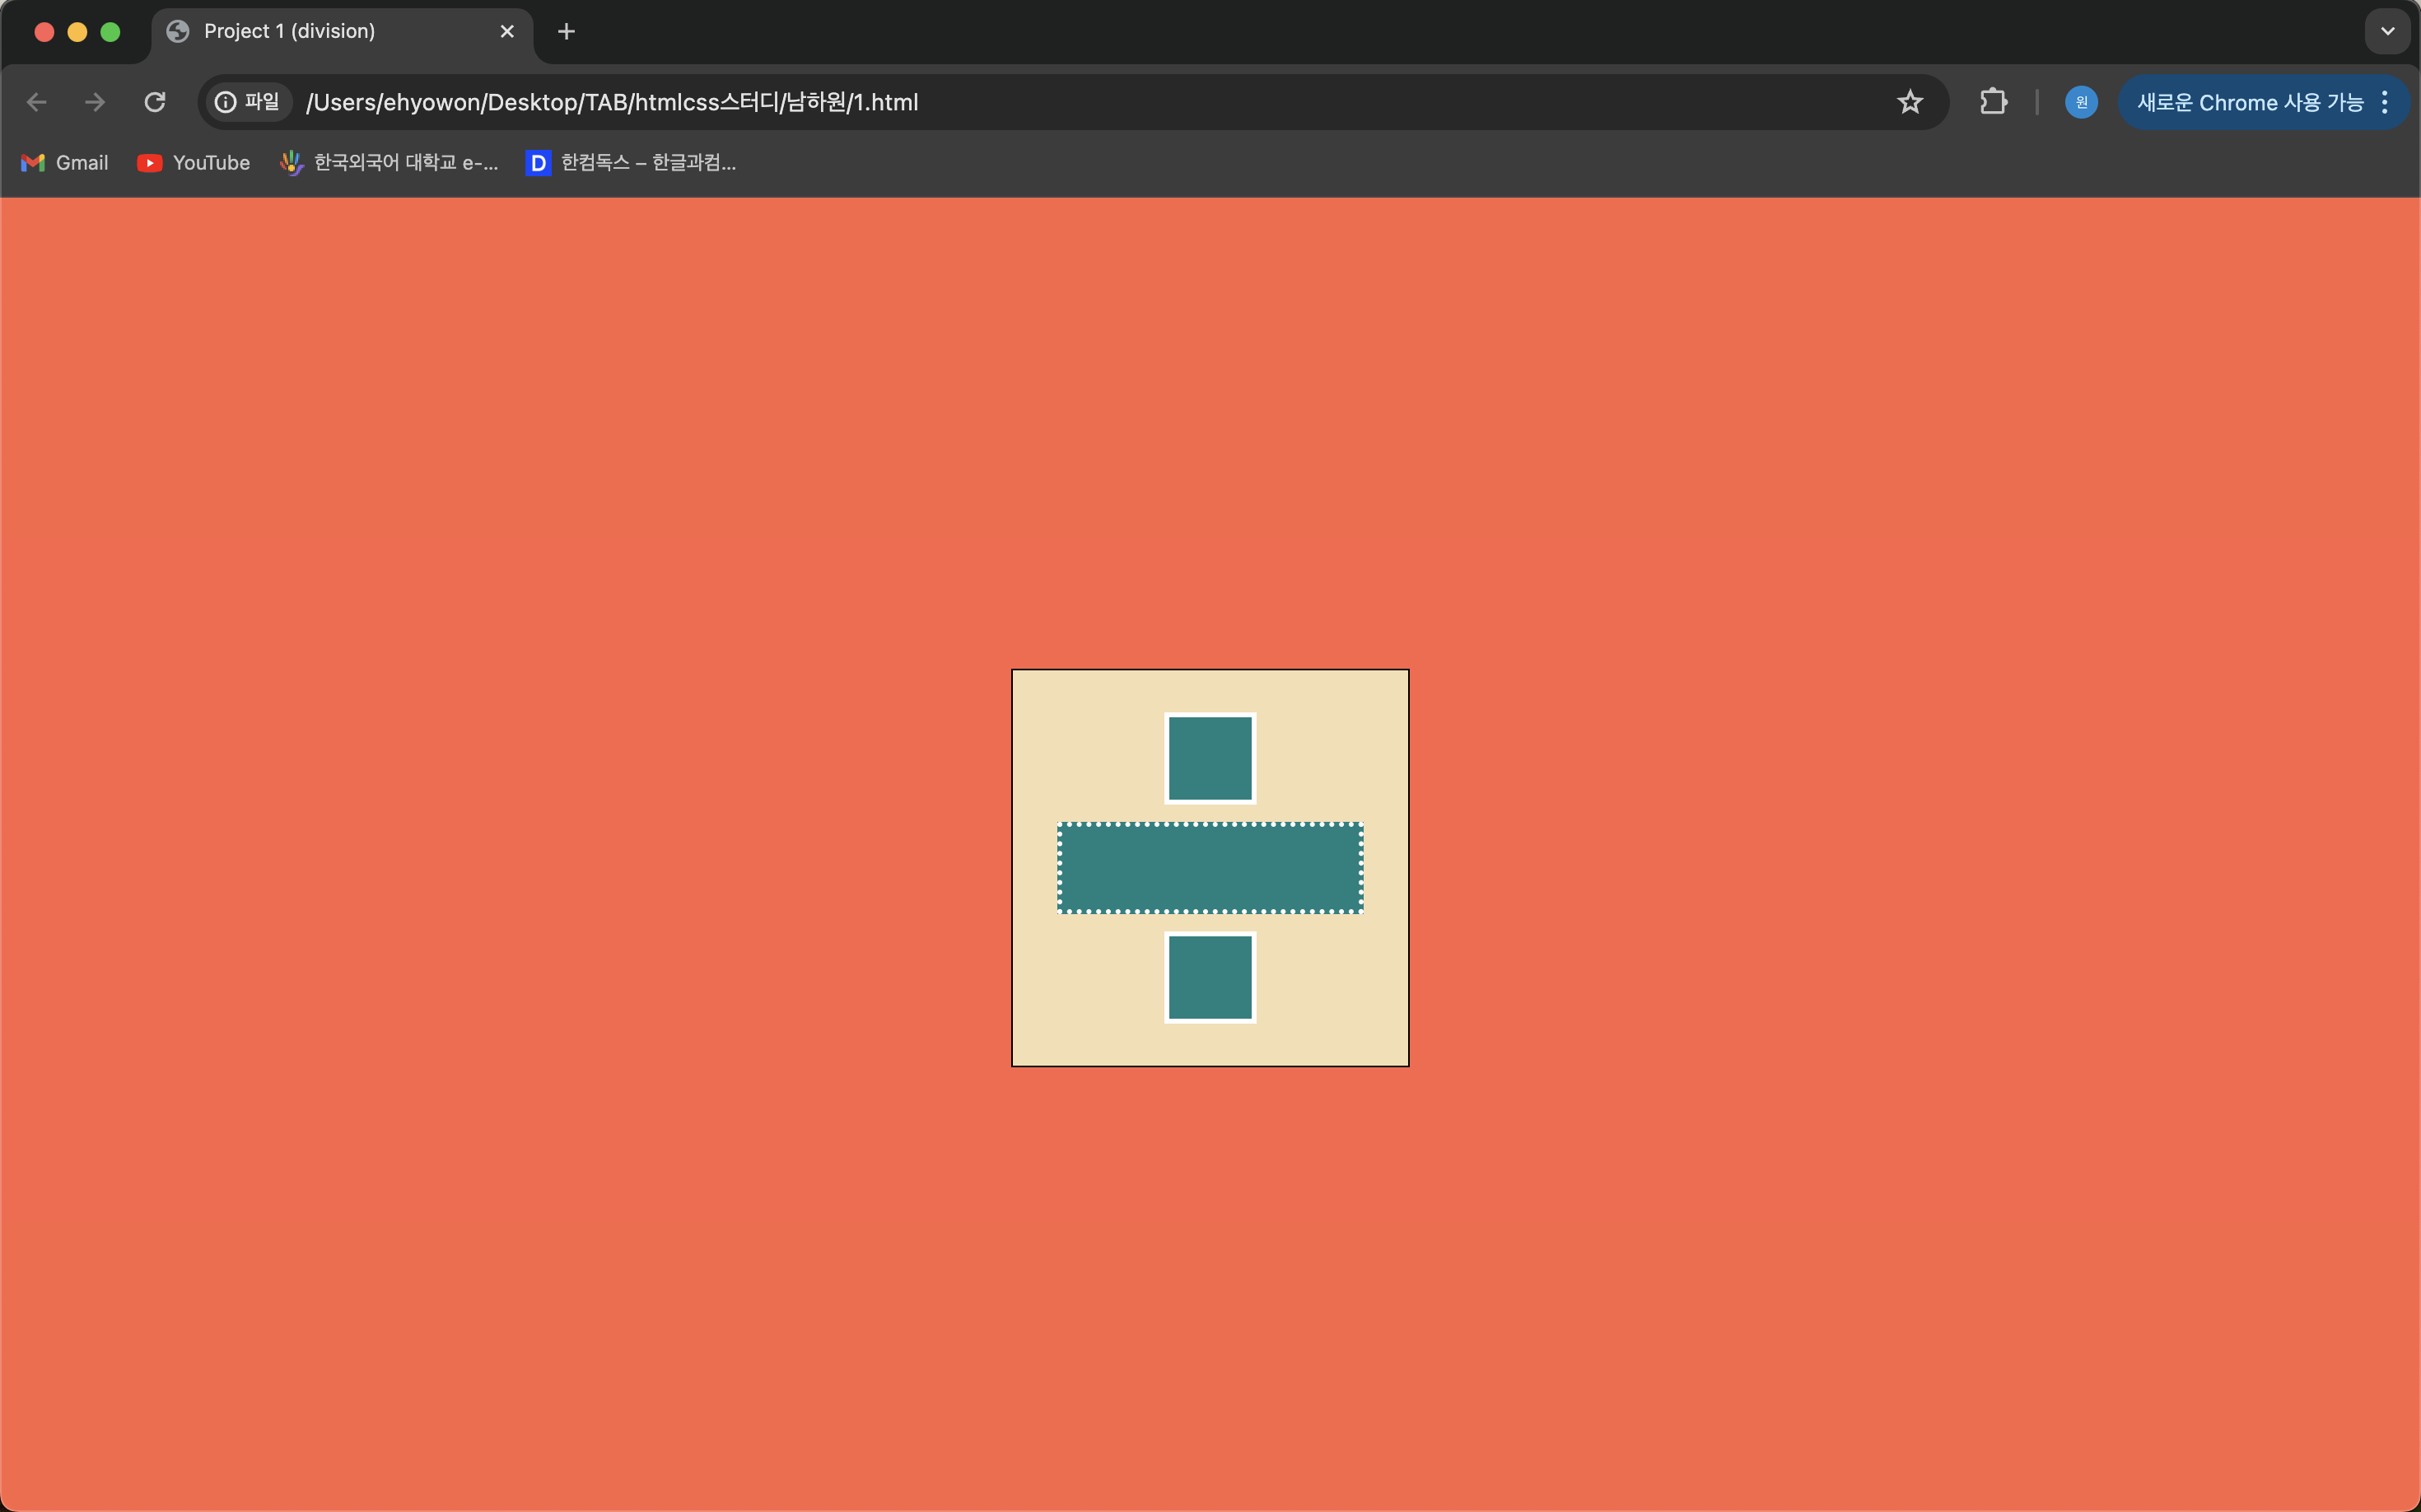 Project 1 (division)
파일 /Users/ehyowon/Desktop/TAB/htmlcss스터디/남하원/1.html
원
새로운 Chrome 사용 가능
Gmail YouTube 한국외국어 대학교 e-... D 한컴독스 – 한글과컴...